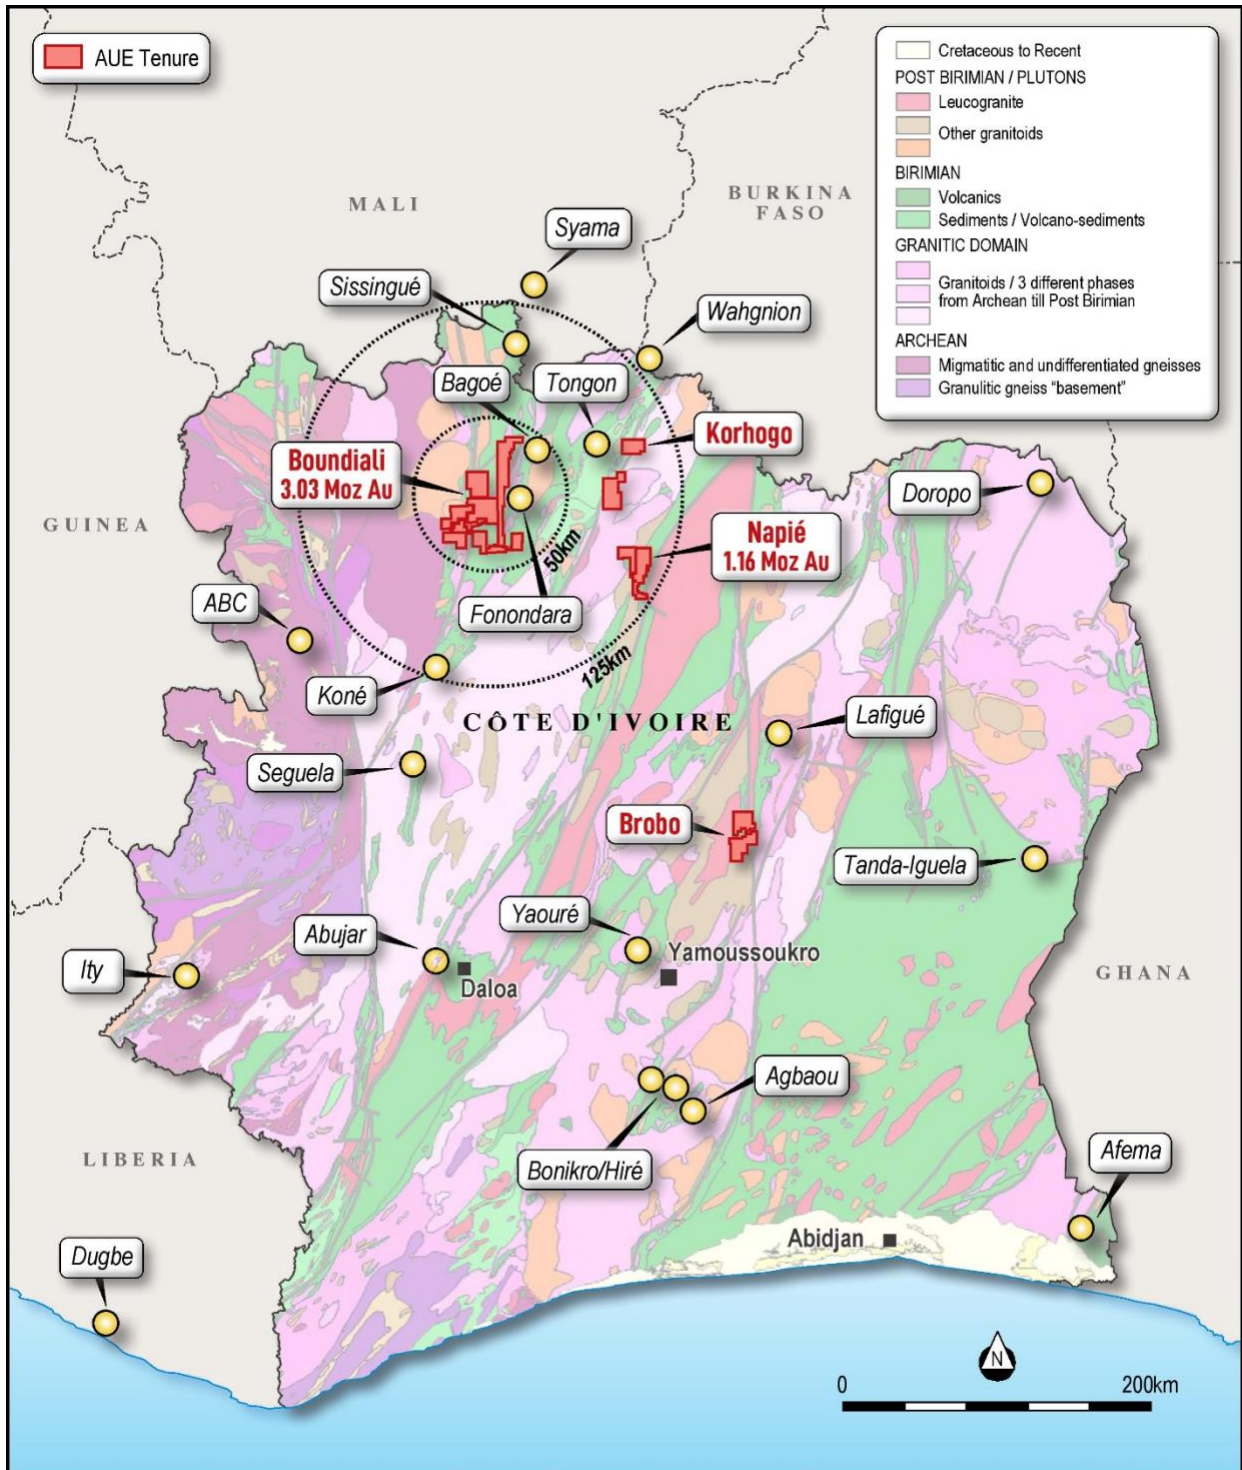 AUE Tenure
Cretaceous to Recent
POST BIRIMIAN / PLUTONS
Leucogranite
Other granitoids
BIRIMIAN
Volcanics
Sediments / Volcano-sediments
GRANITIC DOMAIN
Granitoids / 3 different phases
from Archean till Post Birimian
ARCHEAN
Migmatitic and undifferentiated gneisses
Granulitic gneiss "basement"
MALI
BURKINA
FASO
Syama
Sissingué
Wahgnion
Bagoé
Tongon
Korhogo
Boundiali
3.03 Moz Au
Doropo
GUINEA
Napié
1.16 Moz Au
50km
ABC
Fonondara
125km
Koné
CÔTE D'IVOIRE
Lafigué
Seguela
Brobo
Tanda-Iguela
Yaouré
Abujar
Yamoussoukro
Ity
Daloa
GHANA
Agbaou
Bonikro/Hiré
LIBERIA
Afema
Abidjan
Dugbe
N
0
200km